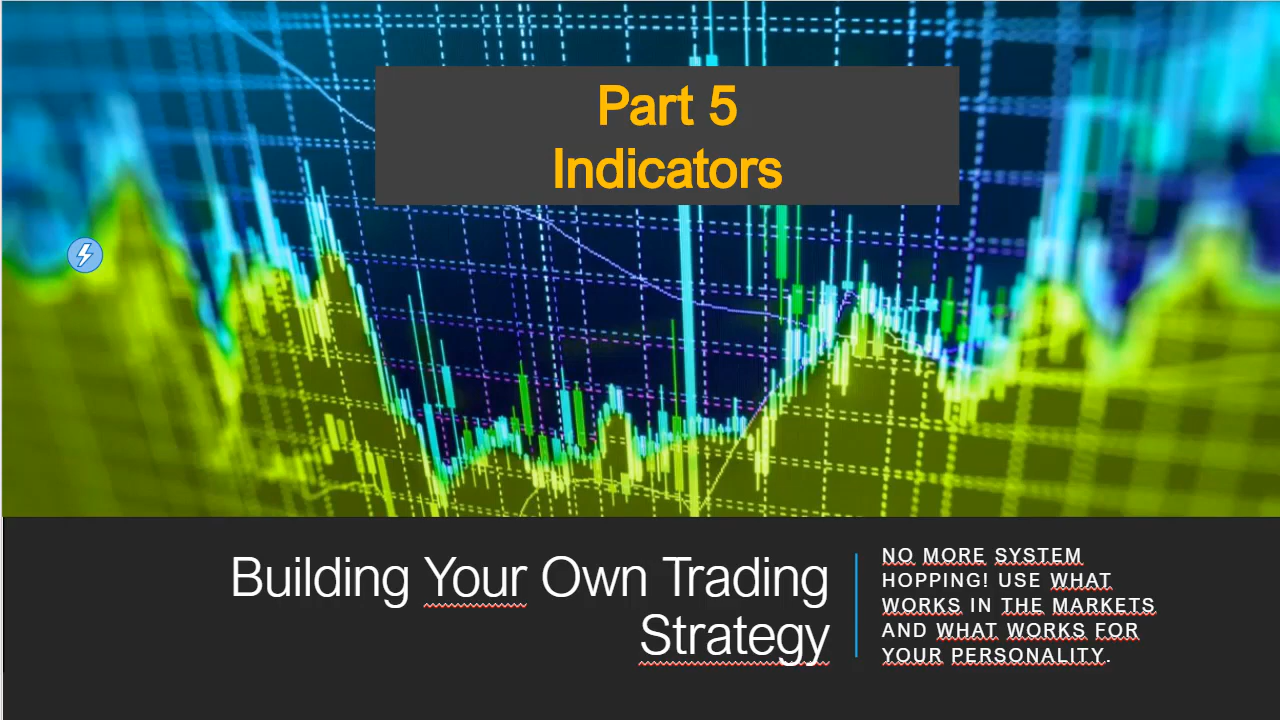 Part 5
Indicators
Building Your Own Trading
Strategy
NO MORE SYSTEM
HOPPING! USE WHAT
WORKS IN THE MARKETS
AND WHAT WORKS FOR
YOUR PERSONALITY.